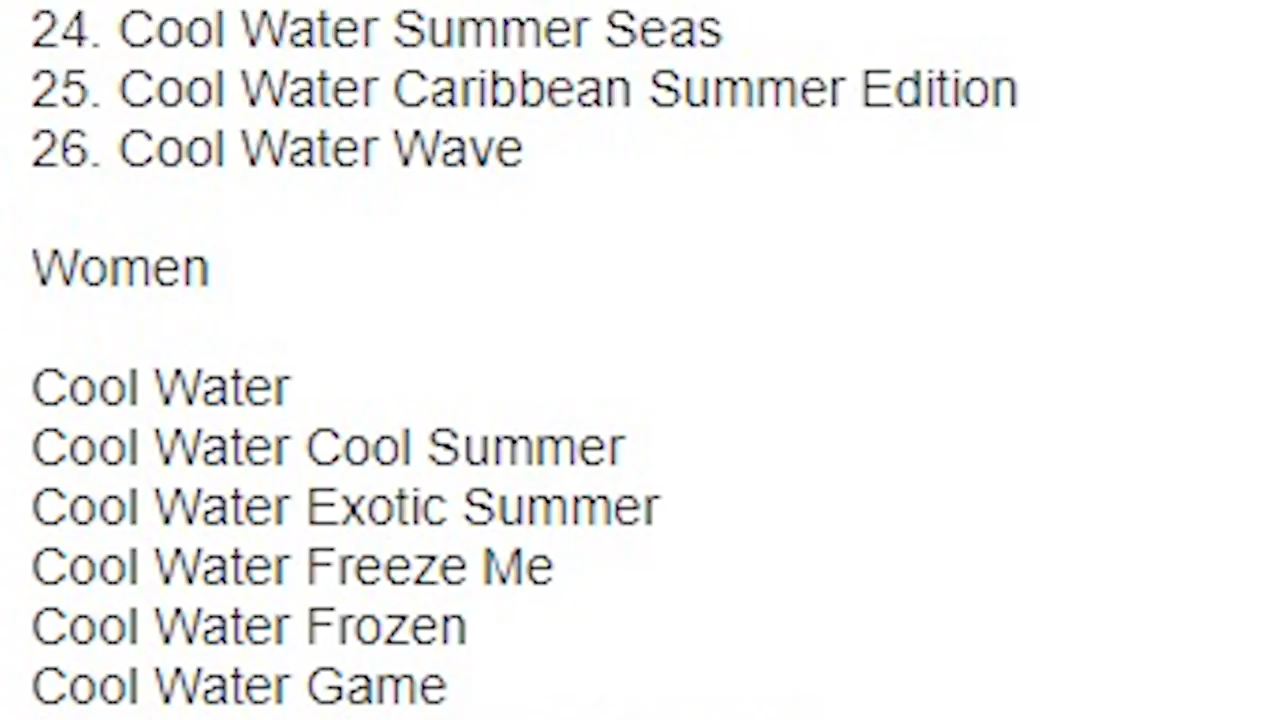 24. Cool Water Summer Seas
25. Cool Water Caribbean Summer Edition
26. Cool Water Wave
Women
Cool Water
Cool Water Cool Summer
Cool Water Exotic Summer
Cool Water Freeze Me
Cool Water Frozen
Cool Water Game